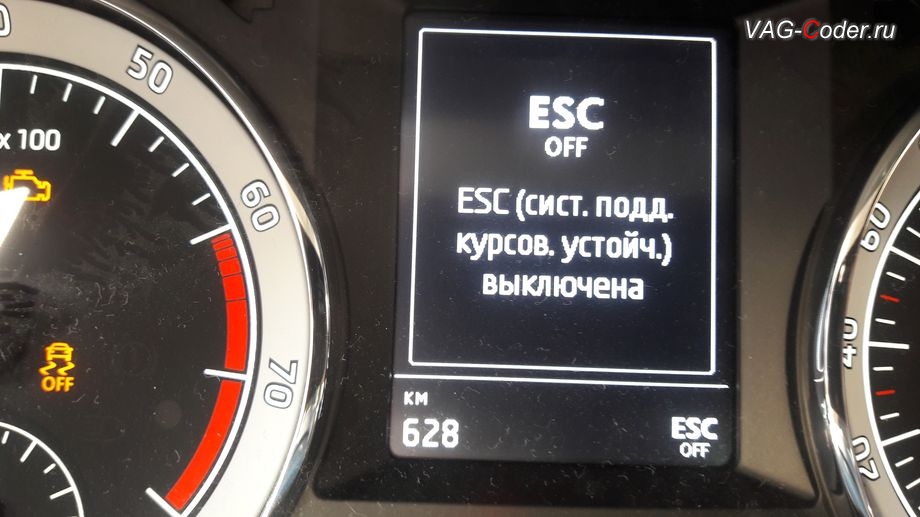 VAG-Coder.ru
50
x 100
60
70
OFF
ESC
OFF
ESC (сист. подд.
курсов. устойч.)
выключена
км
628
ESC
OFF
60
40
20